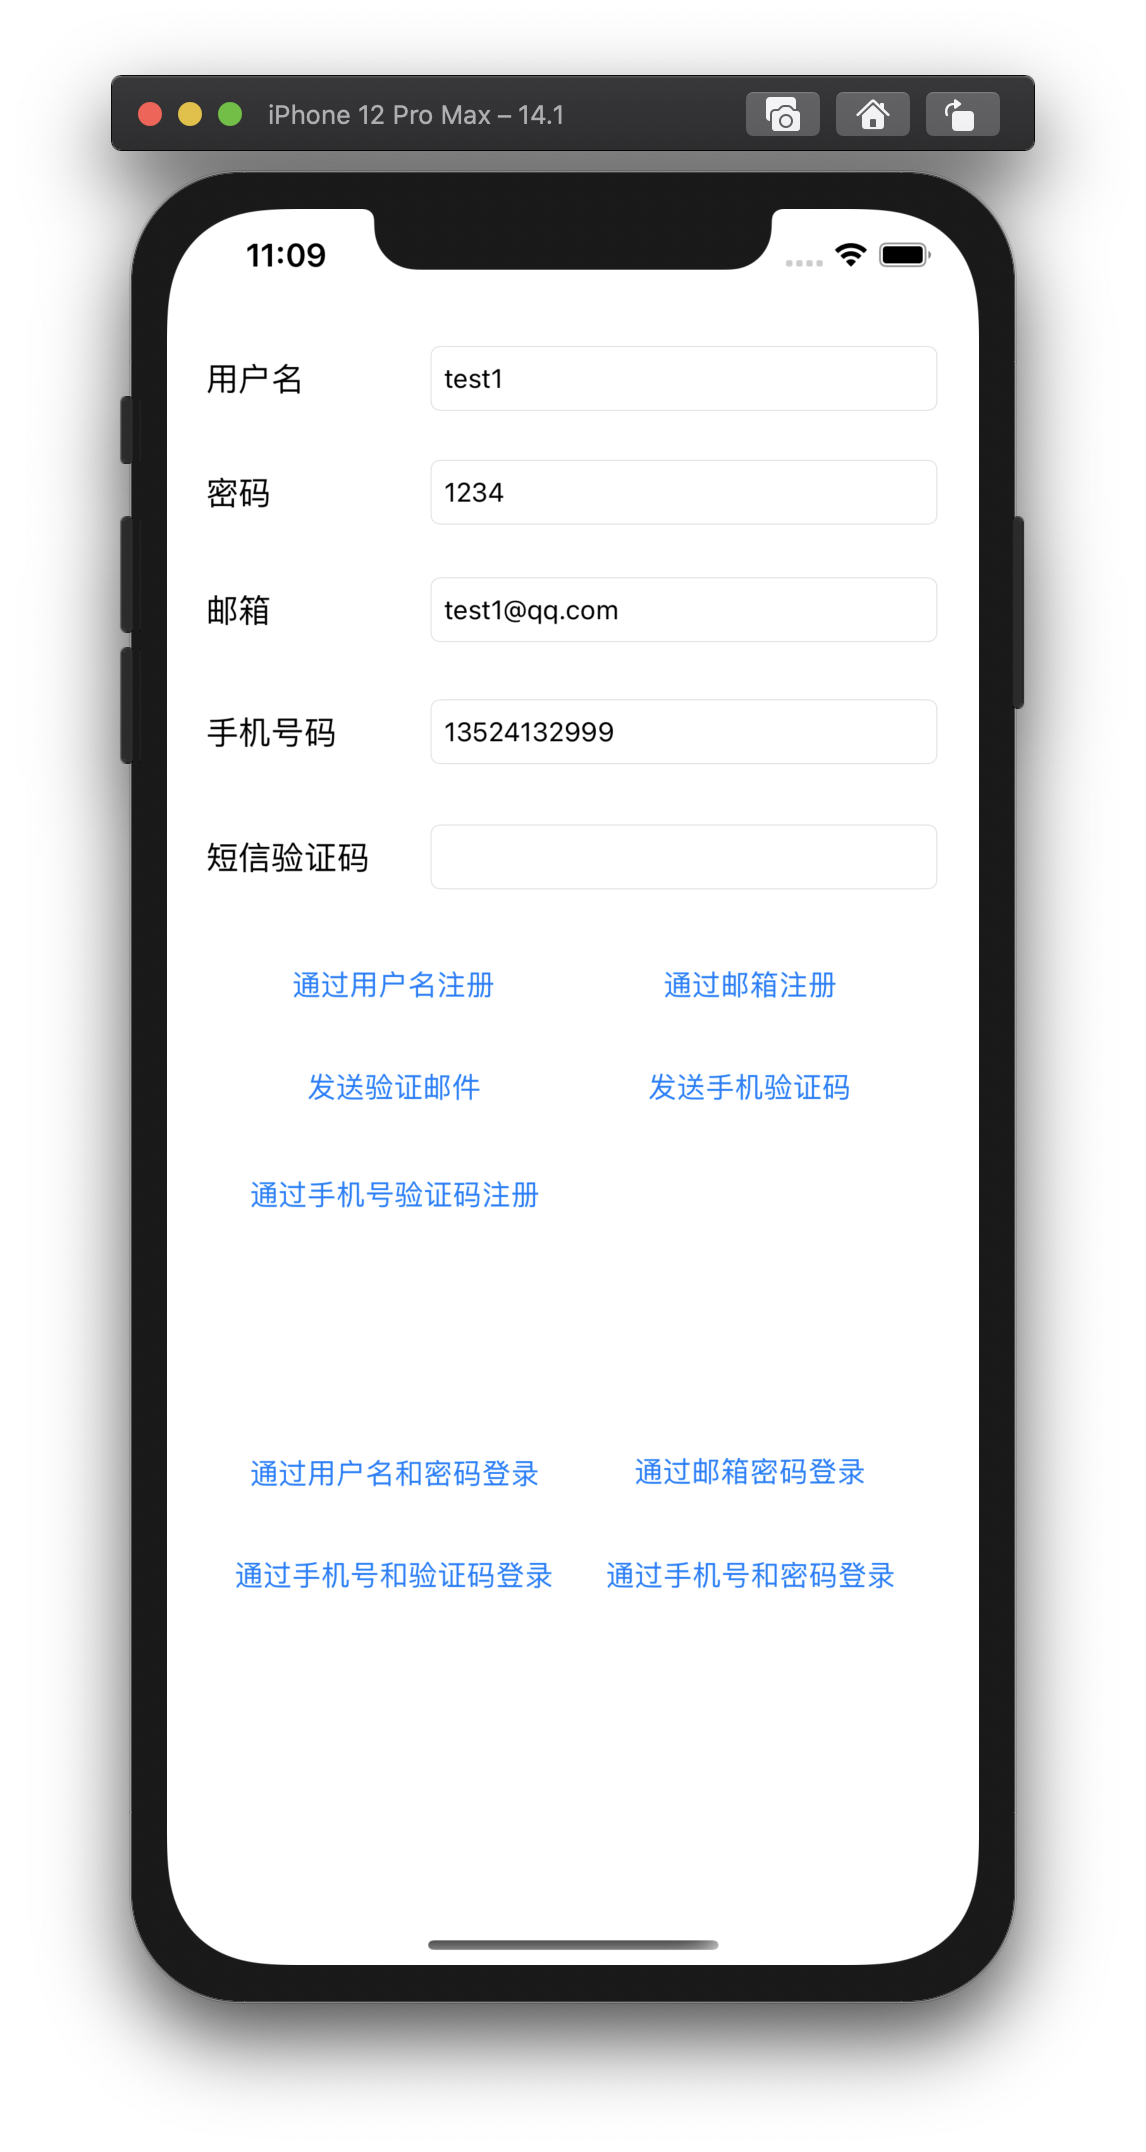 iPhone 12 Pro Max – 14.1
11:09
用户名 test1
密码 1234
邮箱 test1@qq.com
手机号码 13524132999
短信验证码
通过用户名注册 通过邮箱注册
发送验证邮件 发送手机验证码
通过手机号验证码注册
通过用户名和密码登录 通过邮箱密码登录
通过手机号和验证码登录 通过手机号和密码登录